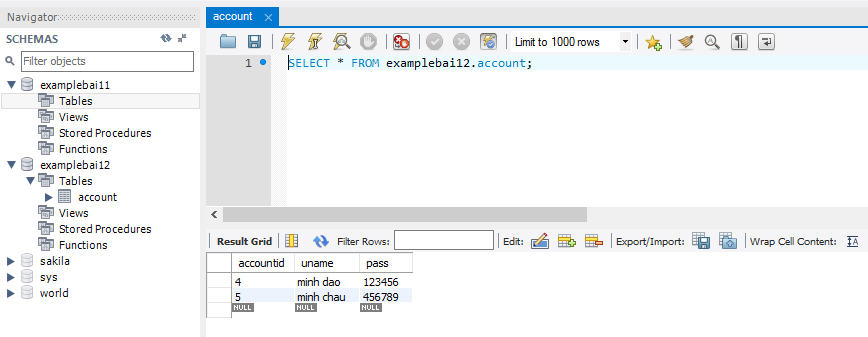 Navigator
SCHEMAS
Filter objects
examplebai11
Tables
Views
Stored Procedures
Functions
examplebai12
Tables
account
Views
Stored Procedures
Functions
sakila
sys
world
account
Limit to 1000 rows
1 SELECT * FROM examplebai12.account;
Result Grid Filter Rows: Edit: Export/Import: Wrap Cell Content: IA
accountid uname pass
4 minh dao 123456
5 minh chau 456789
NULL NULL NULL